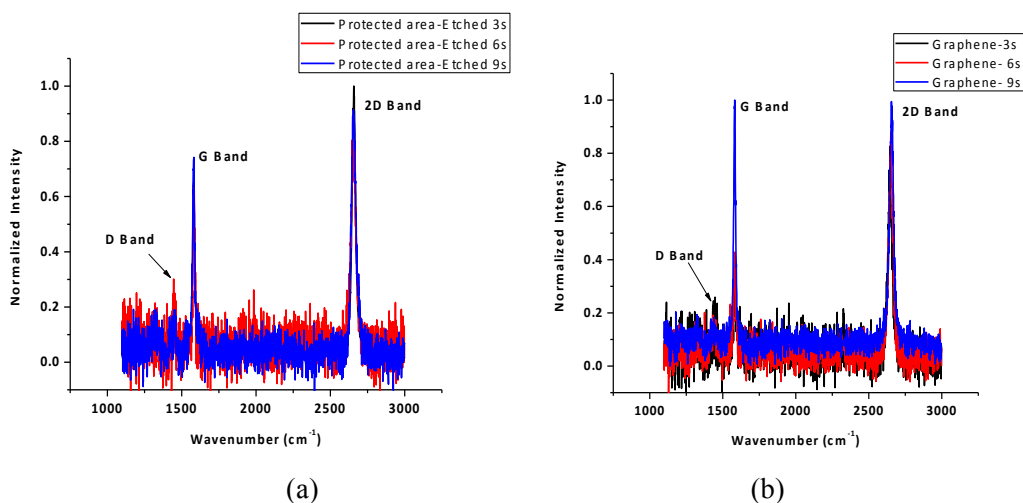 Protected area-Etched 3s
Protected area-Etched 6s
Protected area-Etched 9s
2D Band
G Band
D Band
Normalized Intensity
1.0
0.8
0.6
0.4
0.2
0.0
1000 1500 2000 2500 3000
Wavenumber (cm⁻¹)
(a)
Graphene-3s
Graphene- 6s
Graphene- 9s
G Band
2D Band
D Band
Normalized Intensity
1.0
0.8
0.6
0.4
0.2
0.0
1000 1500 2000 2500 3000
Wavenumber (cm⁻¹)
(b)